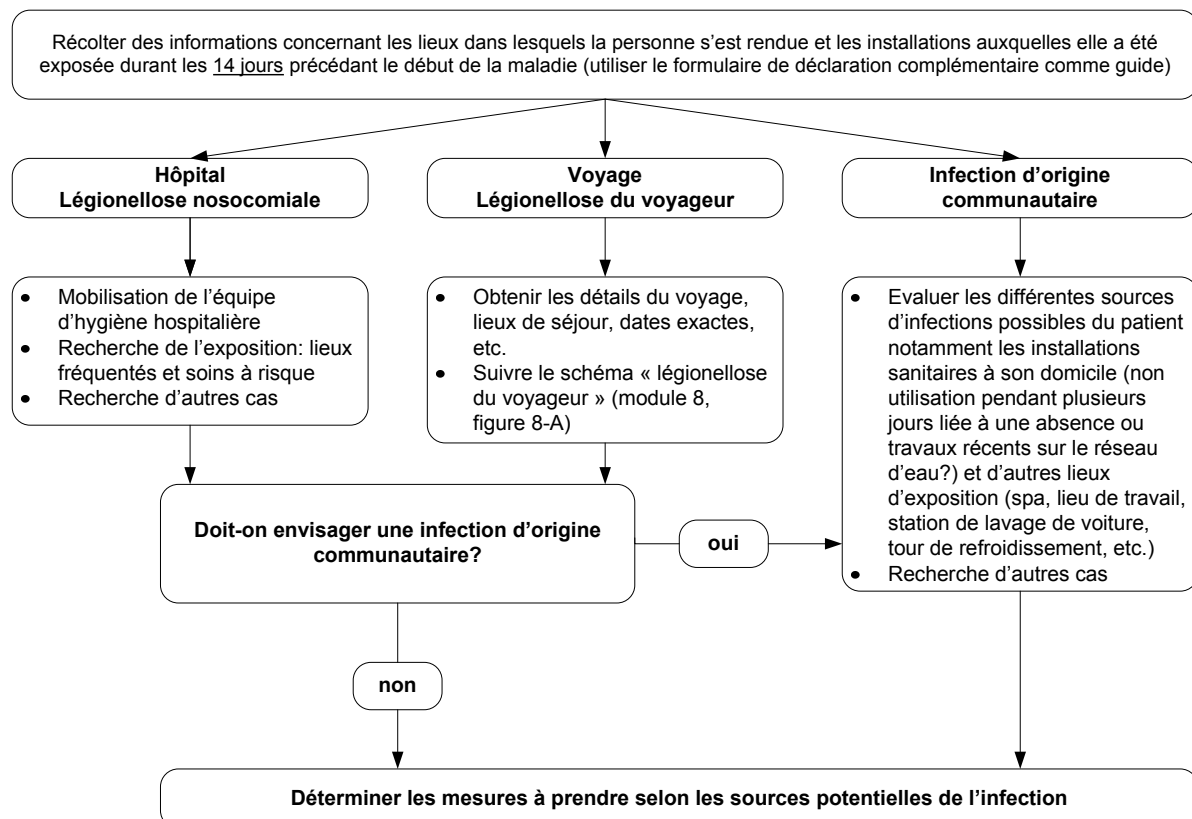 Récolter des informations concernant les lieux dans lesquels la personne s’est rendue et les installations auxquelles elle a été
exposée durant les 14 jours précédant le début de la maladie (utiliser le formulaire de déclaration complémentaire comme guide)
Hôpital
Légionellose nosocomiale
Voyage
Légionellose du voyageur
Infection d’origine
communautaire
• Mobilisation de l’équipe
d’hygiène hospitalière
• Recherche de l’exposition: lieux
fréquentés et soins à risque
• Recherche d’autres cas
• Obtenir les détails du voyage,
lieux de séjour, dates exactes,
etc.
• Suivre le schéma « légionellose
du voyageur » (module 8,
figure 8-A)
• Evaluer les différentes sources
d’infections possibles du patient
notamment les installations
sanitaires à son domicile (non
utilisation pendant plusieurs
jours liée à une absence ou
travaux récents sur le réseau
d’eau?) et d’autres lieux
d’exposition (spa, lieu de travail,
station de lavage de voiture,
tour de refroidissement, etc.)
• Recherche d’autres cas
Doit-on envisager une infection d’origine
communautaire?
oui
non
Déterminer les mesures à prendre selon les sources potentielles de l’infection